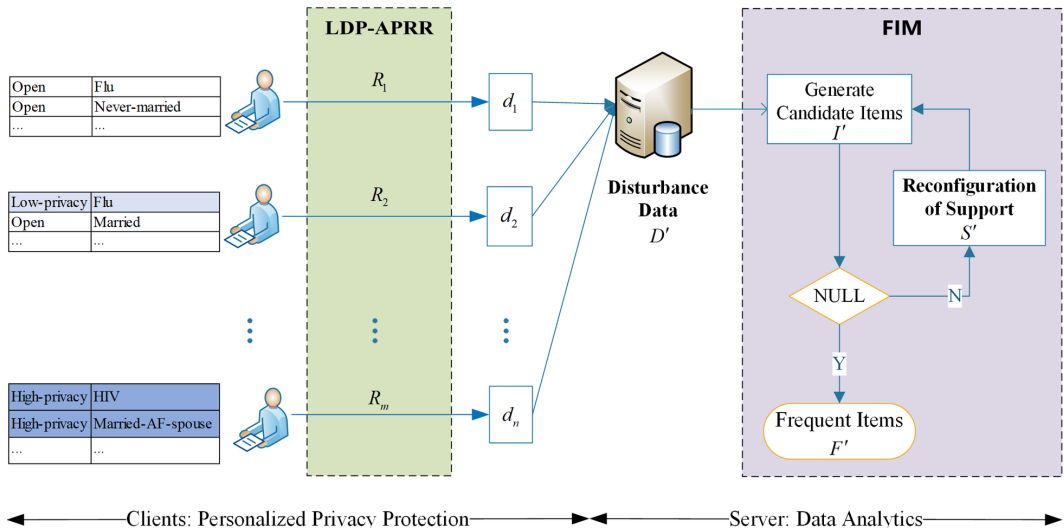 LDP-APRR
FIM
Open Flu
Open Never-married
... ...
R1
d1
Generate
Candidate Items
I′
Low-privacy Flu
Open Married
... ...
R2
d2
Disturbance
Data
D′
Reconfiguration
of Support
S′
NULL
N
Y
High-privacy HIV
High-privacy Married-AF-spouse
... ...
Rm
dn
Frequent Items
F′
Clients: Personalized Privacy Protection
Server: Data Analytics